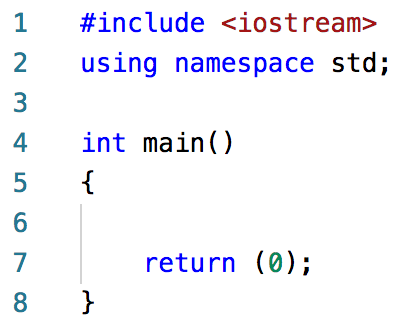 1 #include <iostream>
2 using namespace std;
3
4 int main()
5 {
6
7 return (0);
8 }